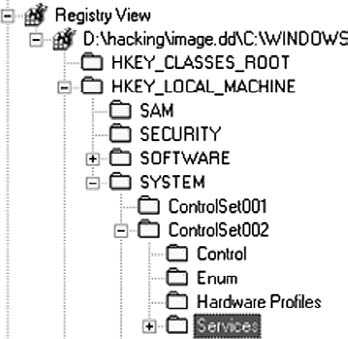 Registry View
D:\hacking\image.dd\C:\WINDOWS
HKEY_CLASSES_ROOT
HKEY_LOCAL_MACHINE
SAM
SECURITY
SOFTWARE
SYSTEM
ControlSet001
ControlSet002
Control
Enum
Hardware Profiles
Services